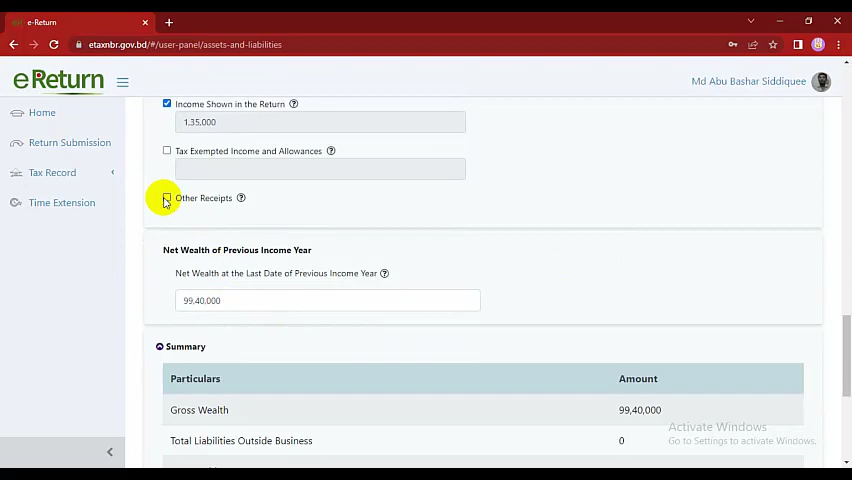 e-Return
etaxnbr.gov.bd/#/user-panel/assets-and-liabilities
eReturn
Md Abu Bashar Siddiquee
Home
Return Submission
Tax Record
Time Extension
Income Shown in the Return
1,35,000
Tax Exempted Income and Allowances
Other Receipts
Net Wealth of Previous Income Year
Net Wealth at the Last Date of Previous Income Year
99,40,000
Summary
Particulars Amount
Gross Wealth 99,40,000
Total Liabilities Outside Business 0
Activate Windows
Go to Settings to activate Windows.